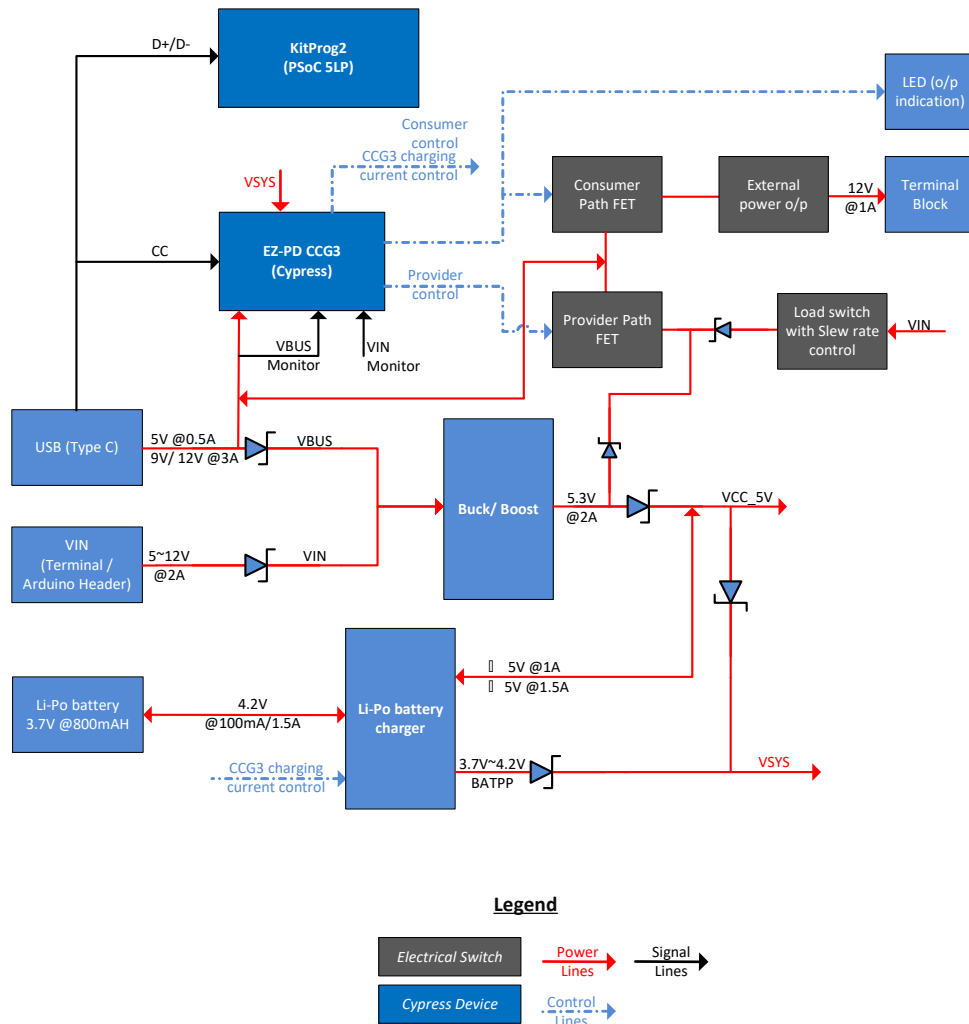 D+/D-
KitProg2
(PSoC 5LP)
LED (o/p
indication)
Consumer
control
CCG3 charging
current control
VSYS
Consumer
Path FET
External
power o/p
12V
@1A
Terminal
Block
CC
EZ-PD CCG3
(Cypress)
Provider
control
Provider Path
FET
Load switch
with Slew rate
control
VIN
VBUS
Monitor
VIN
Monitor
USB (Type C)
5V @0.5A
9V/ 12V @3A
VBUS
Buck/ Boost
5.3V
@2A
VCC_5V
VIN
(Terminal /
Arduino Header)
5~12V
@2A
VIN
5V @1A
5V @1.5A
Li-Po battery
3.7V @800mAH
4.2V
@100mA/1.5A
Li-Po battery
charger
CCG3 charging
current control
3.7V~4.2V
BATPP
VSYS
Legend
Electrical Switch
Power
Lines
Signal
Lines
Cypress Device
Control
Lines